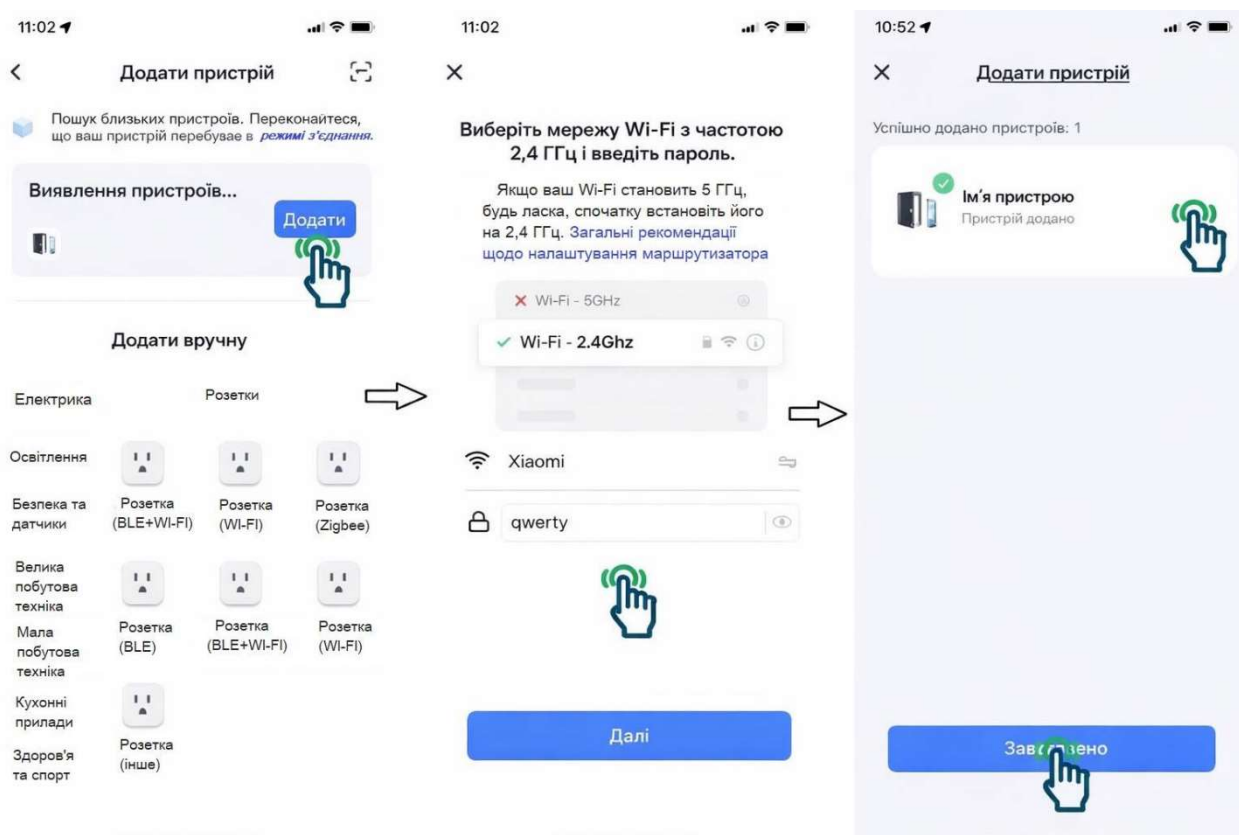 11:02
Додати пристрій
Пошук близьких пристроїв. Переконайтеся,
що ваш пристрій перебуває в режимі з'єднання.
Виявлення пристроїв...
Додати
Додати вручну
Електрика
Розетки
Освітлення
Безпека та
датчики
Розетка
(BLE+WI-FI)
Розетка
(WI-FI)
Розетка
(Zigbee)
Велика
побутова
техніка
Мала
побутова
техніка
Розетка
(BLE)
Розетка
(BLE+WI-FI)
Розетка
(WI-FI)
Кухонні
прилади
Здоров'я
та спорт
Розетка
(інше)
11:02
Виберіть мережу Wi-Fi з частотою
2,4 ГГц і введіть пароль.
Якщо ваш Wi-Fi становить 5 ГГц,
будь ласка, спочатку встановіть його
на 2,4 ГГц. Загальні рекомендації
щодо налаштування маршрутизатора
Wi-Fi - 5GHz
Wi-Fi - 2.4Ghz
Xiaomi
qwerty
Далі
10:52
Додати пристрій
Успішно додано пристроїв: 1
Ім'я пристрою
Пристрій додано